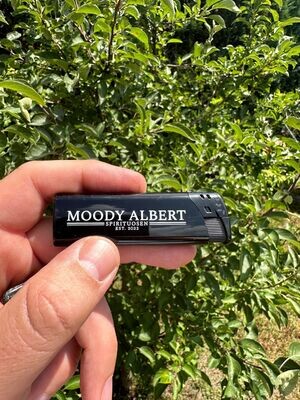 MOODY ALBERT
SPIRITUOSEN
EST. 2023